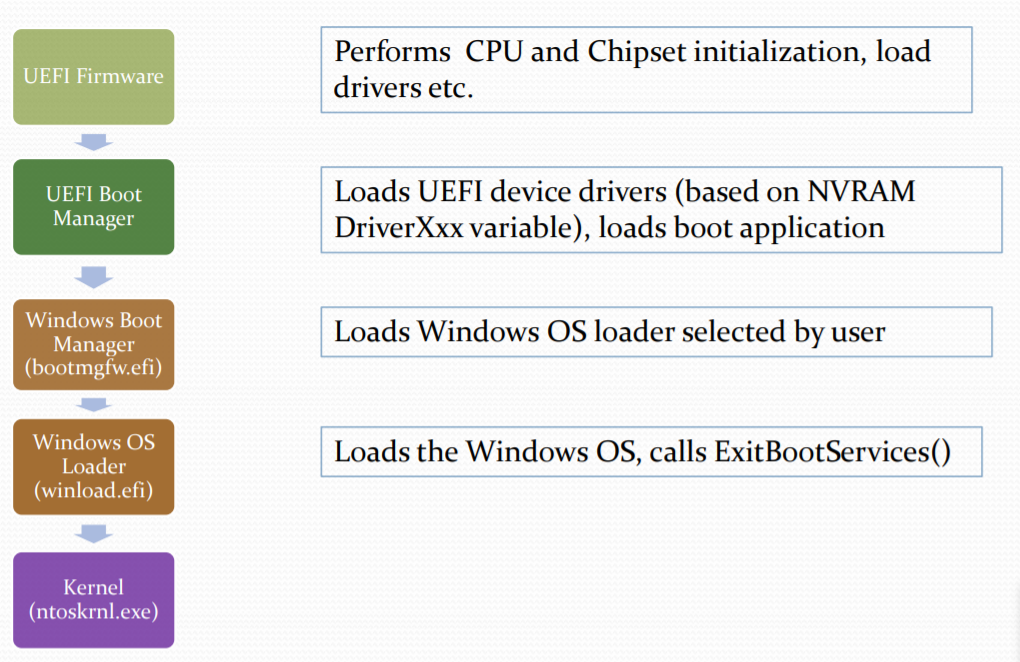 UEFI Firmware
Performs CPU and Chipset initialization, load
drivers etc.
UEFI Boot
Manager
Loads UEFI device drivers (based on NVRAM
DriverXxx variable), loads boot application
Windows Boot
Manager
(bootmgfw.efi)
Loads Windows OS loader selected by user
Windows OS
Loader
(winload.efi)
Loads the Windows OS, calls ExitBootServices()
Kernel
(ntoskrnl.exe)